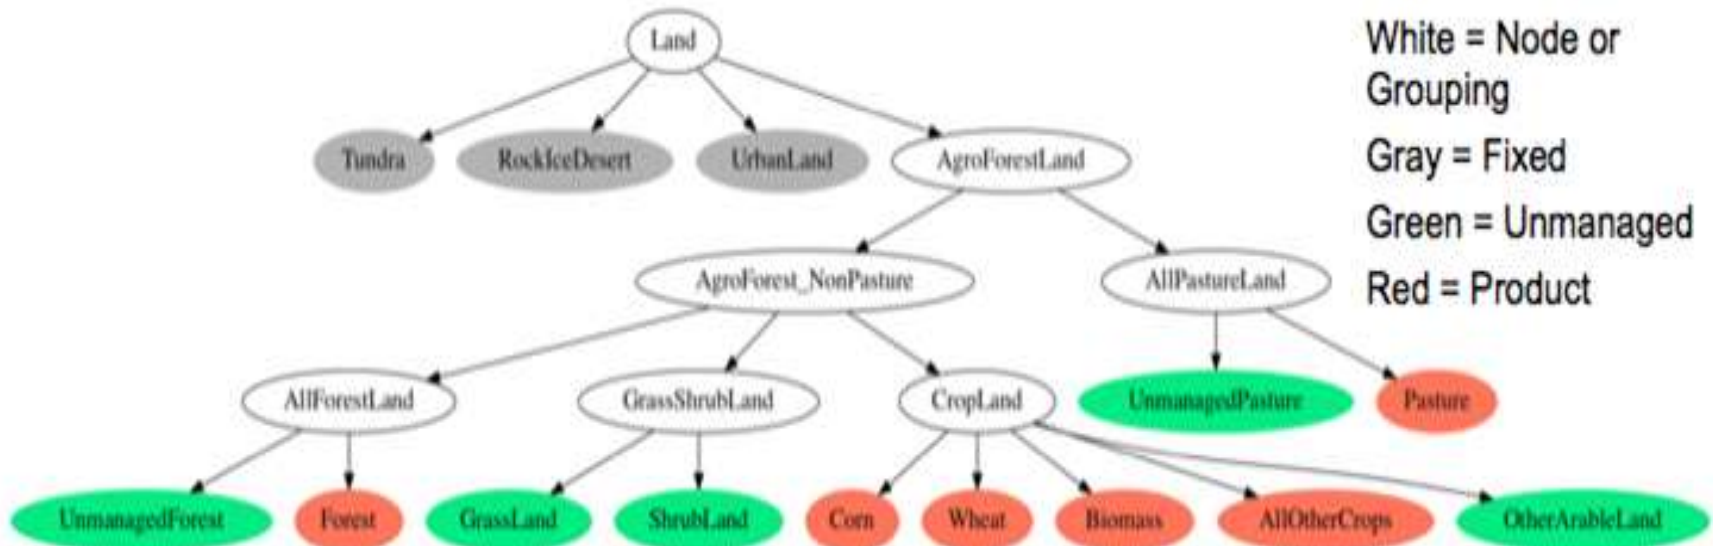 Land
White = Node or
Grouping
Tundra
RockIceDesert
UrbanLand
AgroForestLand
Gray = Fixed
Green = Unmanaged
AgroForest_NonPasture
AllPastureLand
Red = Product
AllForestLand
GrassShrubLand
CropLand
UnmanagedPasture
Pasture
UnmanagedForest
Forest
GrassLand
ShrubLand
Corn
Wheat
Biomass
AllOtherCrops
OtherArableLand